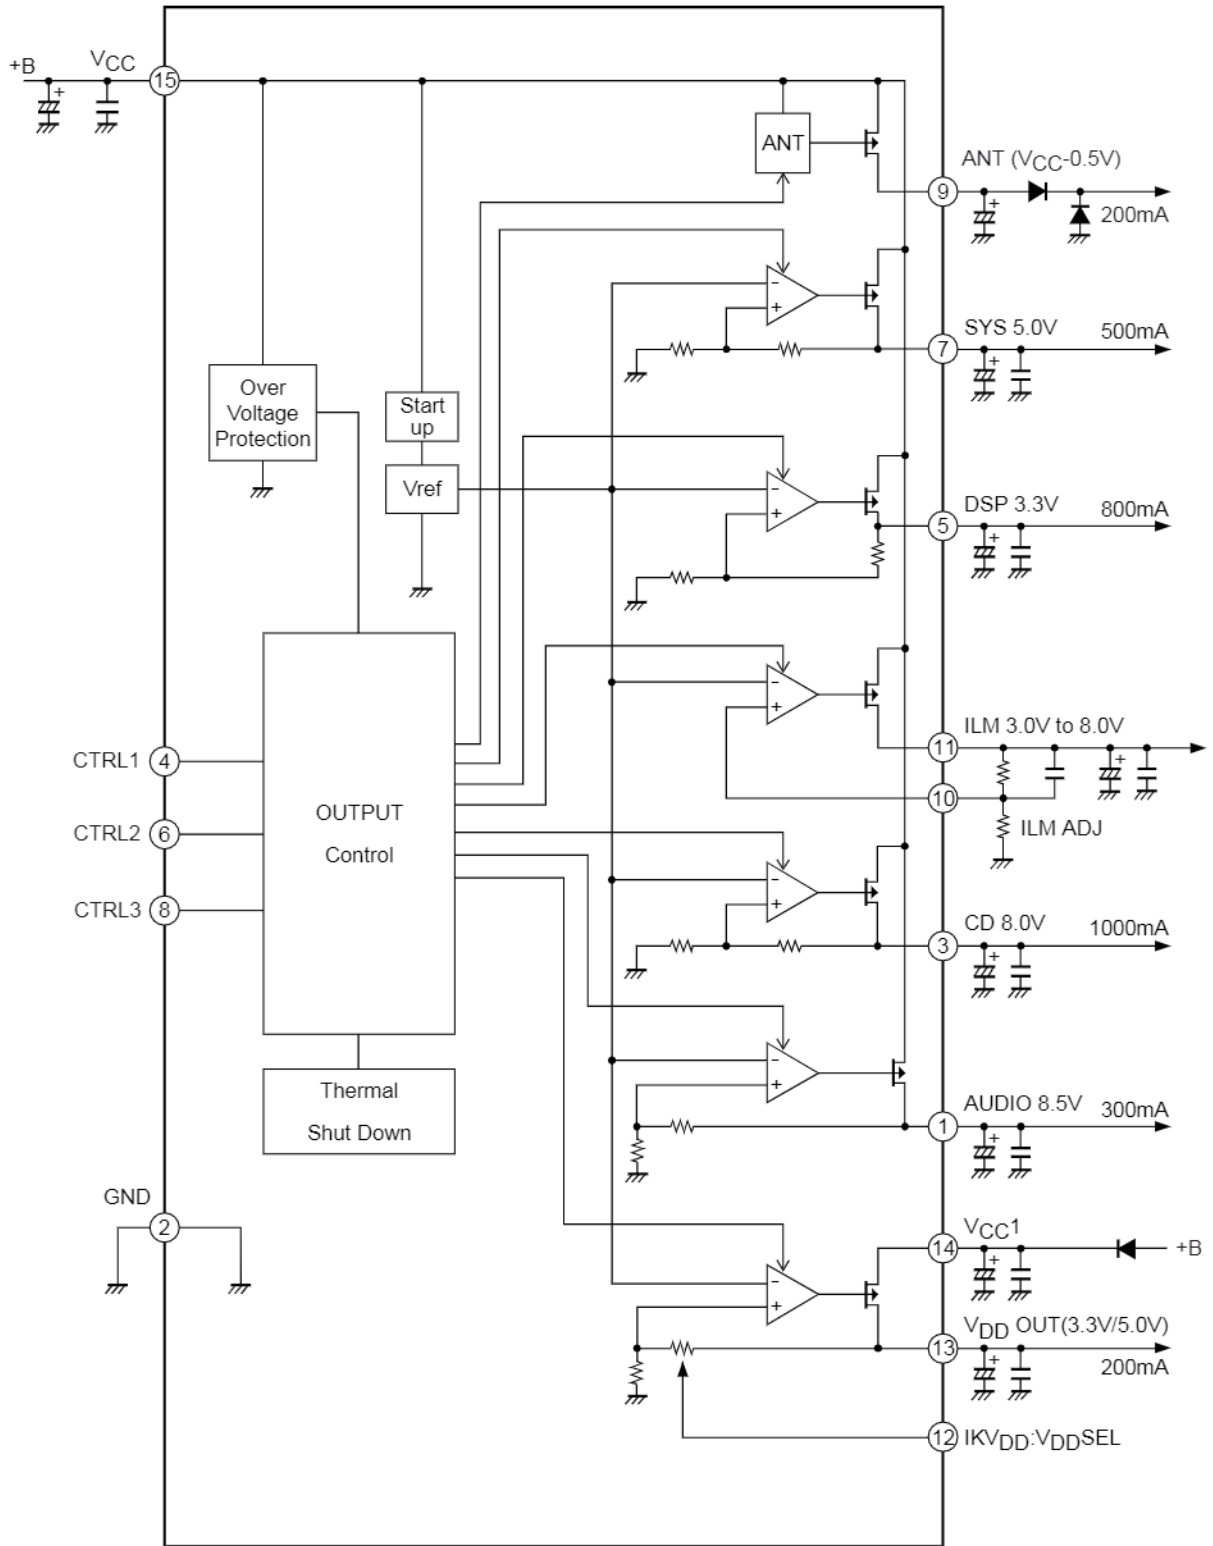 +B
VCC
15
+
ANT
ANT (VCC-0.5V)
9
+
200mA
-
+
SYS 5.0V
500mA
7
+
Over
Voltage
Protection
Start
up
Vref
-
+
DSP 3.3V
800mA
5
+
-
+
ILM 3.0V to 8.0V
11
+
10
ILM ADJ
CTRL1
4
CTRL2
6
CTRL3
8
OUTPUT
Control
-
+
CD 8.0V
1000mA
3
+
Thermal
Shut Down
-
+
AUDIO 8.5V
300mA
1
+
GND
2
-
+
VCC1
14
+
+B
VDD OUT(3.3V/5.0V)
13
+
200mA
12
IKVDD:VDDSEL